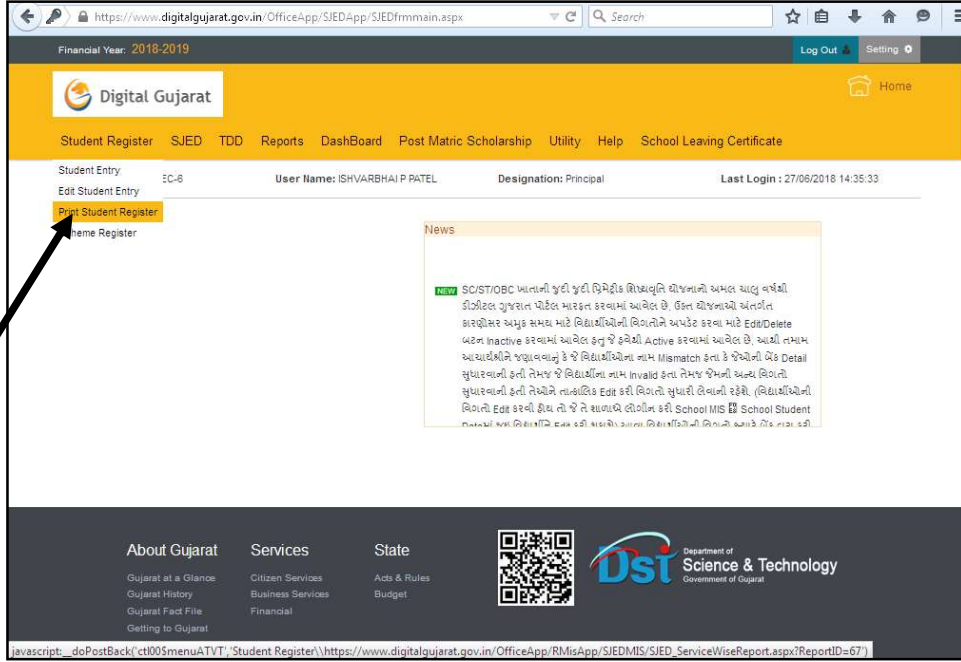 https://www.digitalgujarat.gov.in/OfficeApp/SJEDApp/SJEDfrmmain.aspx
Search
Financial Year: 2018-2019
Log Out
Setting
Digital Gujarat
Home
Student Register SJED TDD Reports DashBoard Post Matric Scholarship Utility Help School Leaving Certificate
Student Entry
Edit Student Entry
Print Student Register
heme Register
EC-6 User Name: ISHVARBHAI P PATEL Designation: Principal Last Login : 27/06/2018 14:35:33
News
NEW SC/ST/OBC ખાતાની જુદી જુદી પ્રિમેટ્રીક શિષ્યવૃતિ યોજનાનો અમલ ચાલુ વર્ષથી
ડીઝીટલ ગુજરાત પોર્ટલ મારફત કરવામાં આવેલ છે. ઉક્ત યોજનાઓ અંતર્ગત
કારણોસર અમુક સમય માટે વિદ્યાર્થીઓની વિગતોને અપડેટ કરવા માટે Edit/Delete
બટન Inactive કરવામાં આવેલ હતુ જે હવેથી Active કરવામાં આવેલ છે. આથી તમામ
આચાર્યશ્રીને જણાવવાનું કે જે વિદ્યાર્થીઓના નામ Mismatch હતા કે જેઓની બેંક Detail
સુધારવાની હતી તેમજ જે વિદ્યાર્થીના નામ Invalid હતા તેમજ જેમની અન્ય વિગતો
સુધારવાની હતી તેઓને તાત્કાલિક Edit કરી વિગતો સુધારી લેવાની રહેશે. (વિદ્યાર્થીઓની
વિગતો Edit કરવી હોય તો જે તે શાળાએ લોગીન કરી School MIS School Student
About Gujarat
Gujarat at a Glance
Gujarat History
Gujarat Fact File
Getting to Gujarat
Services
Citizen Services
Business Services
Financial
State
Acts & Rules
Budget
Dst
Department of
Science & Technology
Government of Gujarat
javascript:__doPostBack('ctl00$menuATVT','Student Register\\https://www.digitalgujarat.gov.in/OfficeApp/RMisApp/SJEDMIS/SJED_ServiceWiseReport.aspx?ReportID=67')